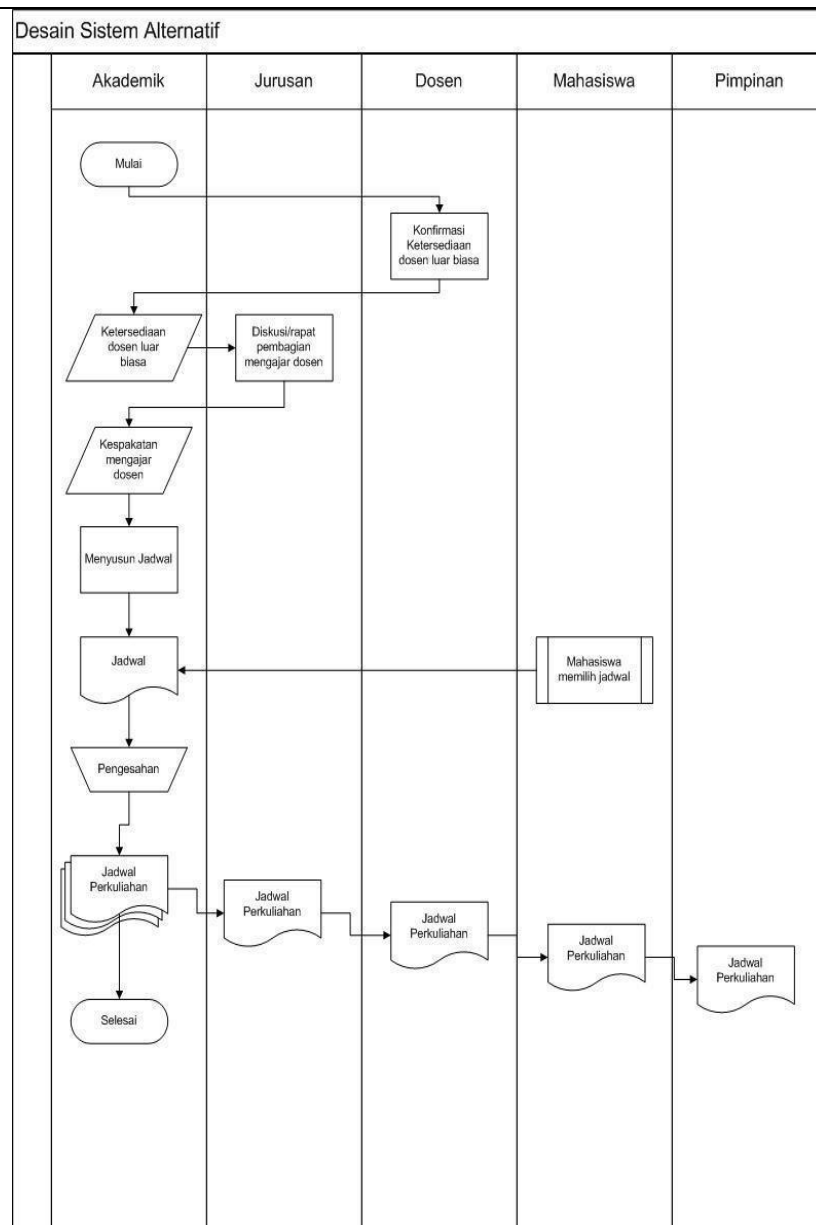 Desain Sistem Alternatif
Akademik
Jurusan
Dosen
Mahasiswa
Pimpinan
Mulai
Konfirmasi
Ketersediaan
dosen luar biasa
Ketersediaan
dosen luar
biasa
Diskusi/rapat
pembagian
mengajar dosen
Kespakatan
mengajar
dosen
Menyusun Jadwal
Jadwal
Mahasiswa
memilih jadwal
Pengesahan
Jadwal
Perkuliahan
Jadwal
Perkuliahan
Jadwal
Perkuliahan
Jadwal
Perkuliahan
Jadwal
Perkuliahan
Selesai